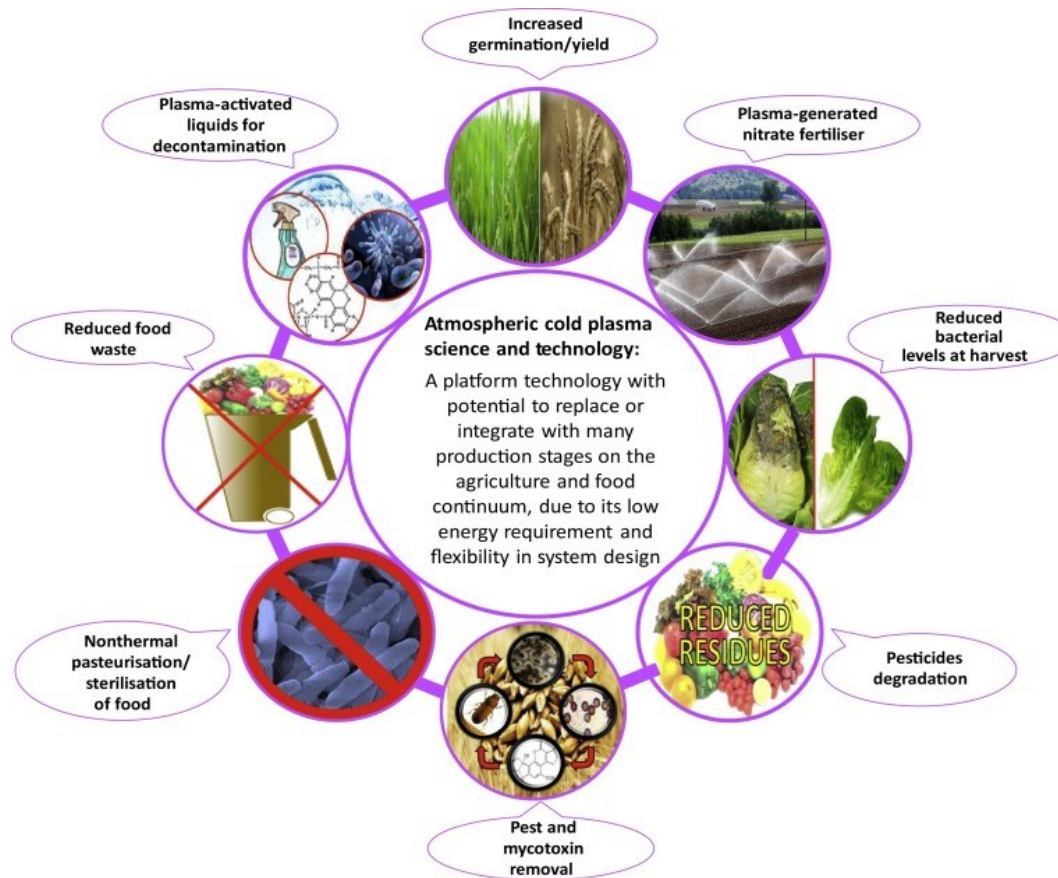 Increased
germination/yield
Plasma-activated
liquids for
decontamination
Plasma-generated
nitrate fertiliser
Reduced food
waste
Reduced
bacterial
levels at harvest
Atmospheric cold plasma
science and technology:
A platform technology with
potential to replace or
integrate with many
production stages on the
agriculture and food
continuum, due to its low
energy requirement and
flexibility in system design
REDUCED
RESIDUES
Nonthermal
pasteurisation/
sterilisation
of food
Pesticides
degradation
Pest and
mycotoxin
removal